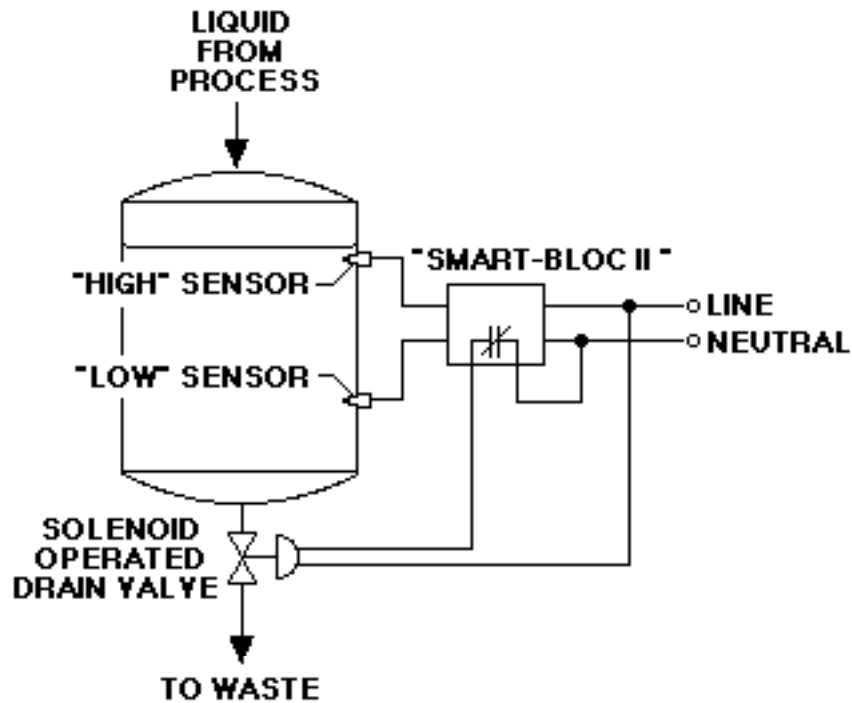 LIQUID
FROM
PROCESS
"SMART-BLOC II "
"HIGH" SENSOR
LINE
NEUTRAL
"LOW" SENSOR
SOLENOID
OPERATED
DRAIN VALVE
TO WASTE